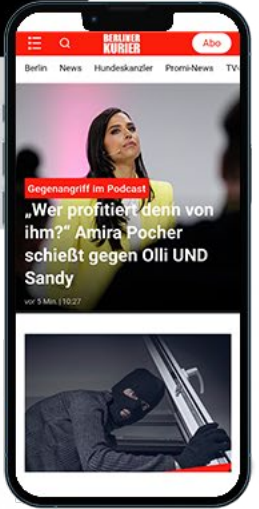 BERLINER
KURIER
Abo
Berlin News Hundeskanzler Promi-News TV
Gegenangriff im Podcast
„Wer profitiert denn von
ihm?“ Amira Pocher
schießt gegen Olli UND
Sandy
vor 5 Min. | 10:27